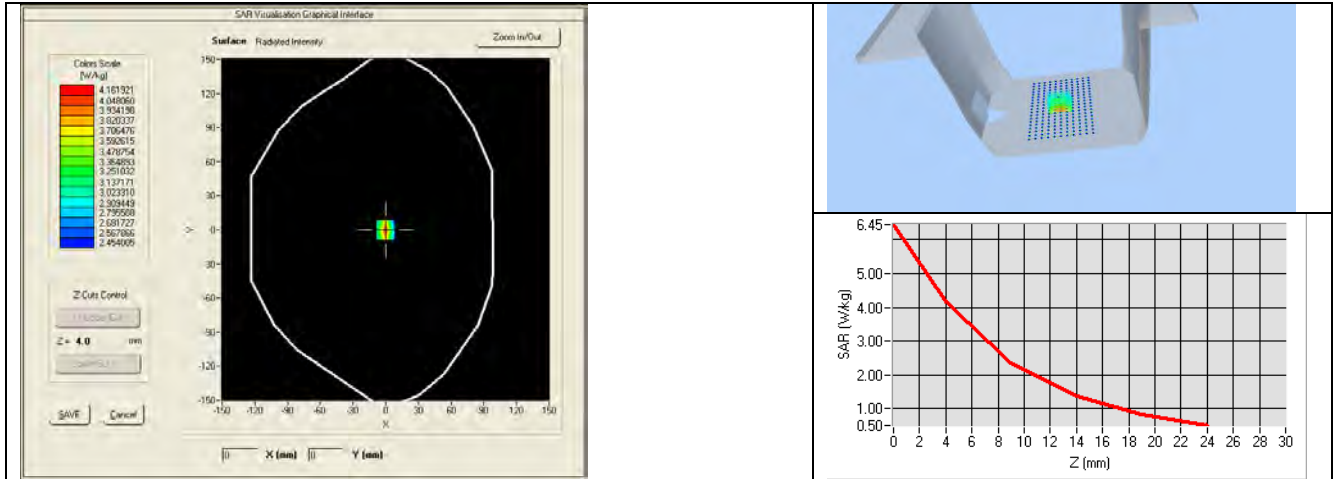 SAR Visualisation Graphical Interface
Surface Radiated Intensity
Zoom In/Out
Colors Scale
[W/kg]
4.161921
4.048060
3.934198
3.820337
3.706476
3.592615
3.478754
3.364893
3.251032
3.137171
3.023310
2.909449
2.795588
2.681727
2.567866
2.454005
150-
120-
90-
60-
30-
0-
-30-
-60-
-90-
-120-
-150-
Y
-150 -120 -90 -60 -30 0 30 60 90 120 150
X
Z Cuts Control
Z = 4.0 mm
SAVE Cancel
0 X (mm) 0 Y (mm)
6.45-
5.00-
4.00-
3.00-
2.00-
1.00-
0.50-
SAR (W/kg)
0 2 4 6 8 10 12 14 16 18 20 22 24 26 28 30
Z (mm)